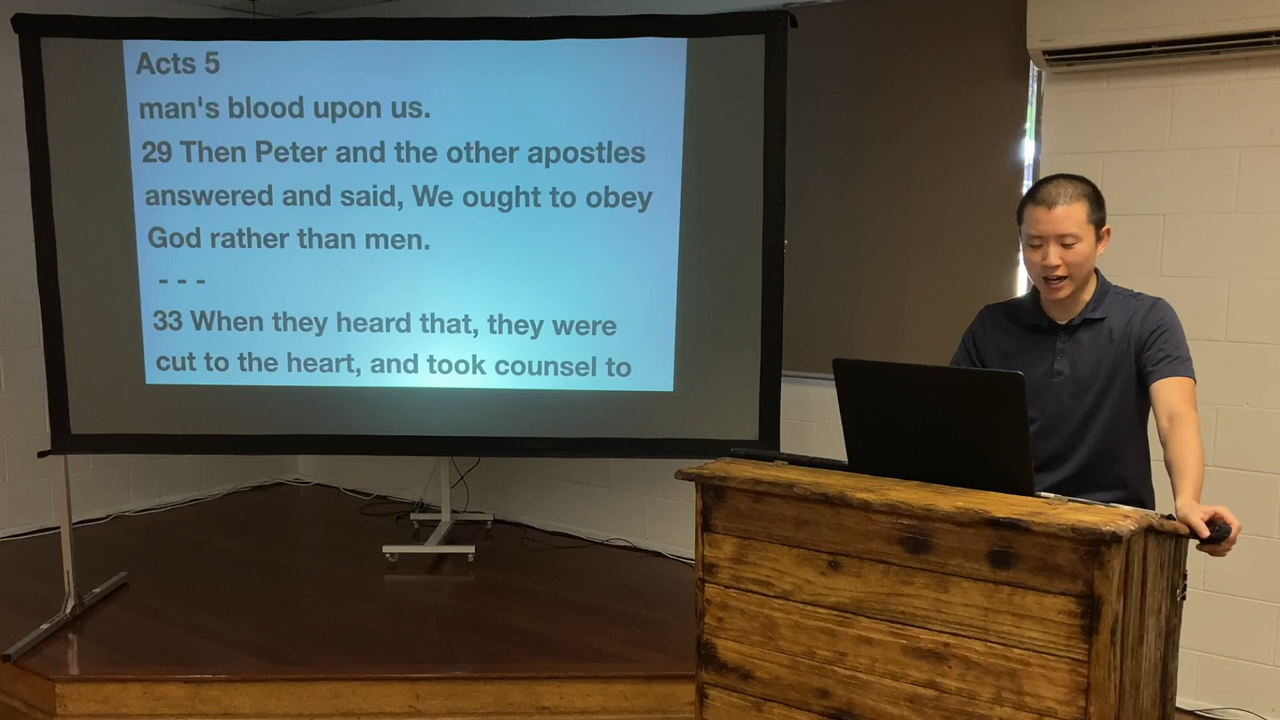 Acts 5
man's blood upon us.
29 Then Peter and the other apostles
answered and said, We ought to obey
God rather than men.
- - -
33 When they heard that, they were
cut to the heart, and took counsel to